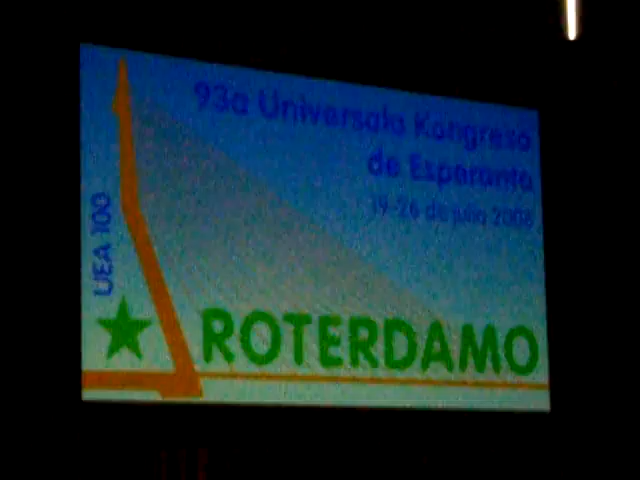 93a Universala Kongreso
de Esperanto
19-26 de julio 2008
UEA 100
ROTERDAMO